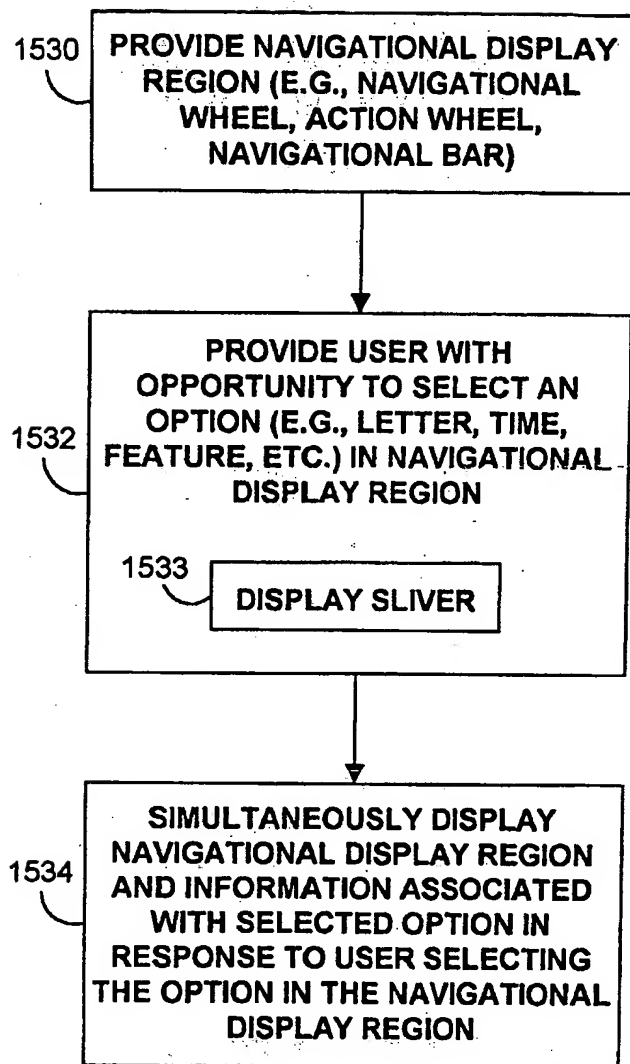 1530
PROVIDE NAVIGATIONAL DISPLAY
REGION (E.G., NAVIGATIONAL
WHEEL, ACTION WHEEL,
NAVIGATIONAL BAR)
PROVIDE USER WITH
OPPORTUNITY TO SELECT AN
OPTION (E.G., LETTER, TIME,
FEATURE, ETC.) IN NAVIGATIONAL
DISPLAY REGION
1532
1533
DISPLAY SLIVER
SIMULTANEOUSLY DISPLAY
NAVIGATIONAL DISPLAY REGION
AND INFORMATION ASSOCIATED
WITH SELECTED OPTION IN
RESPONSE TO USER SELECTING
THE OPTION IN THE NAVIGATIONAL
DISPLAY REGION
1534